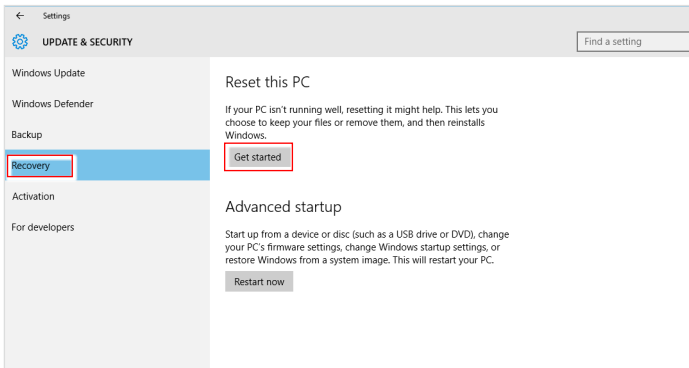 ← Settings
UPDATE & SECURITY
Find a setting
Windows Update
Windows Defender
Backup
Recovery
Activation
For developers
Reset this PC
If your PC isn't running well, resetting it might help. This lets you
choose to keep your files or remove them, and then reinstalls
Windows.
Get started
Advanced startup
Start up from a device or disc (such as a USB drive or DVD), change
your PC's firmware settings, change Windows startup settings, or
restore Windows from a system image. This will restart your PC.
Restart now